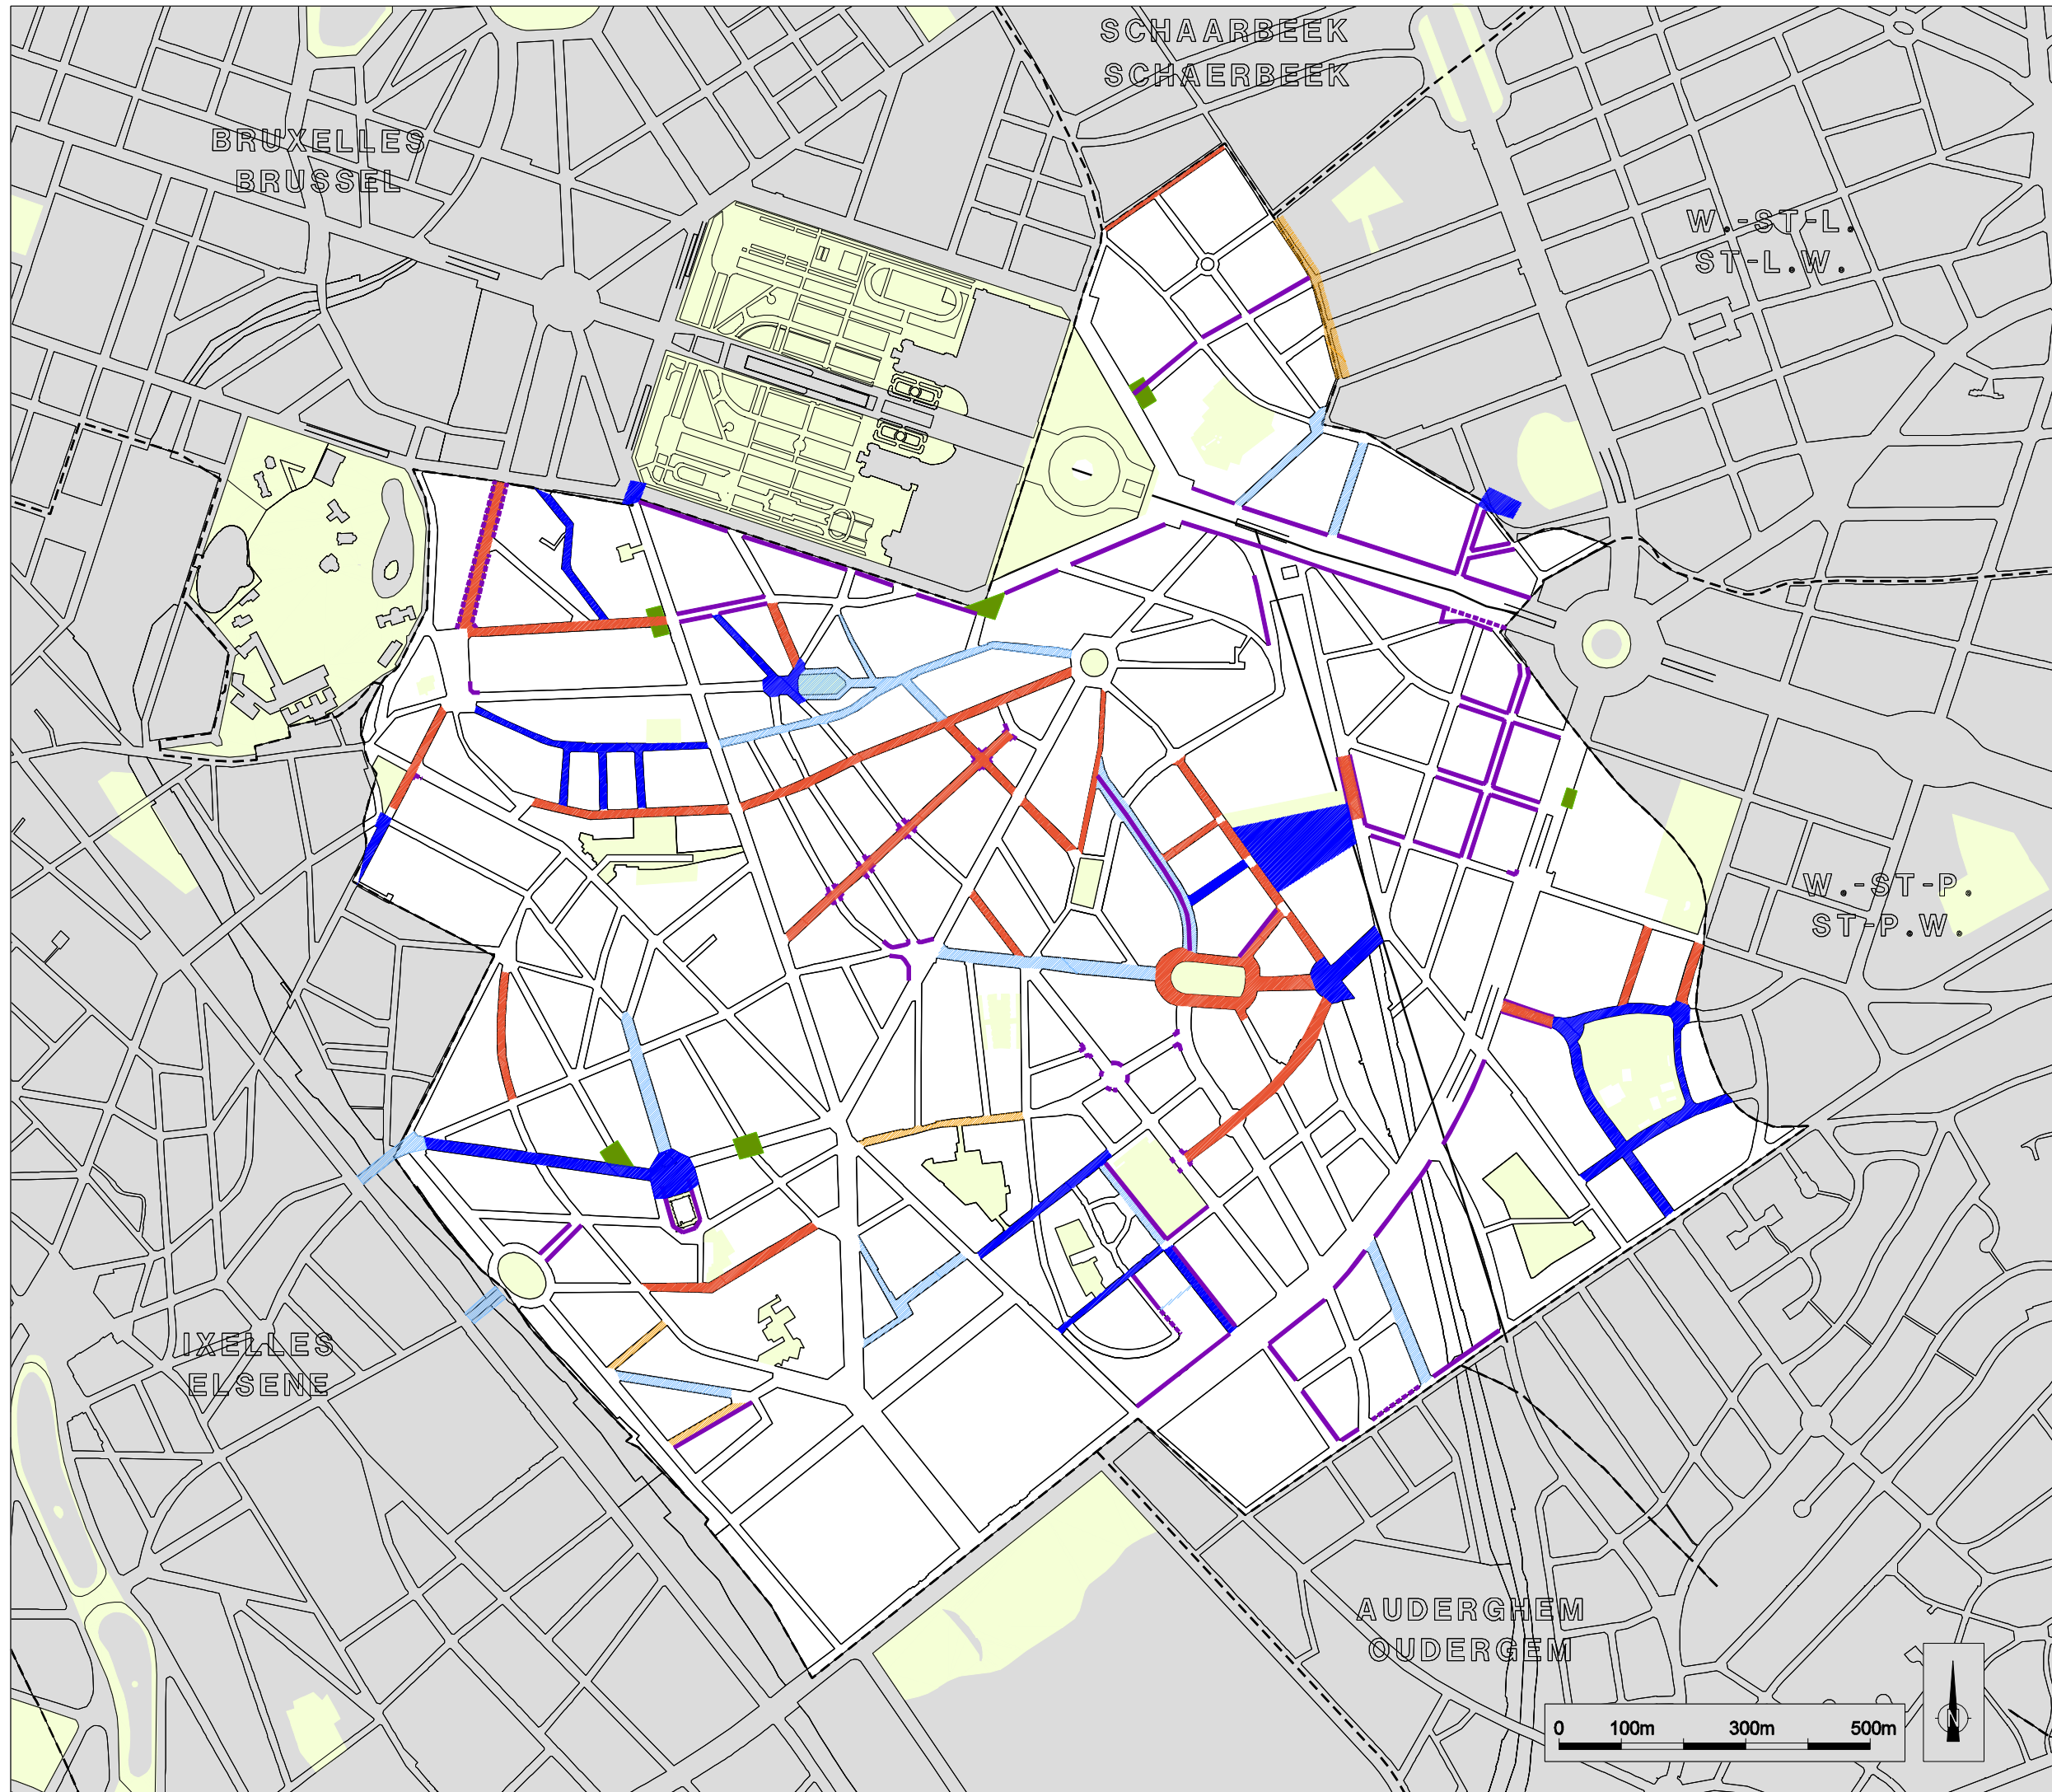 SCHAARBEEK
SCHAERBEEK
BRUXELLES
BRUSSEL
W.-ST-L.
ST-L.W.
W.-ST-P.
ST-P.W.
IXELLES
ELSENE
AUDERGHEM
OUDERGEM
0 100m 300m 500m
N